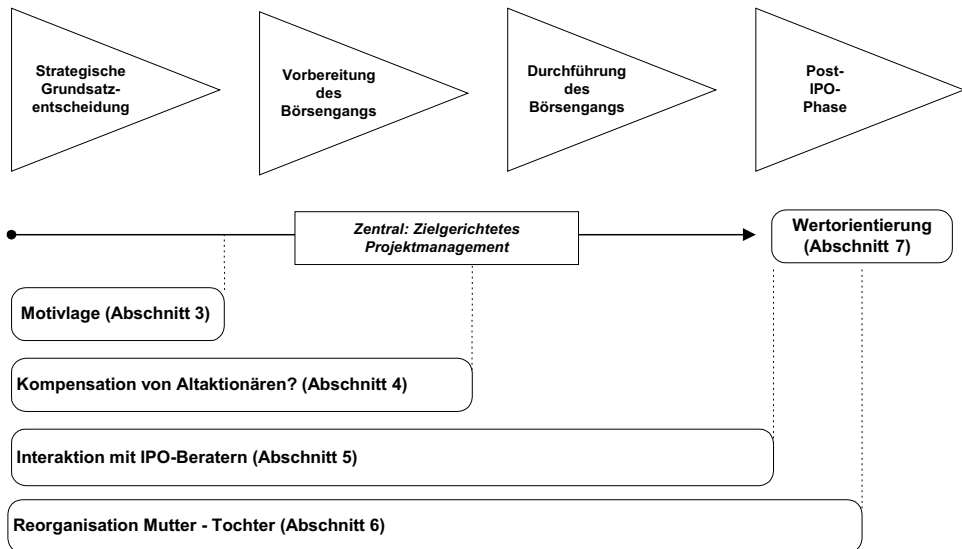 Strategische
Grundsatz-
entscheidung
Vorbereitung
des
Börsengangs
Durchführung
des
Börsengangs
Post-
IPO-
Phase
Zentral: Zielgerichtetes
Projektmanagement
Wertorientierung
(Abschnitt 7)
Motivlage (Abschnitt 3)
Kompensation von Altaktionären? (Abschnitt 4)
Interaktion mit IPO-Beratern (Abschnitt 5)
Reorganisation Mutter - Tochter (Abschnitt 6)